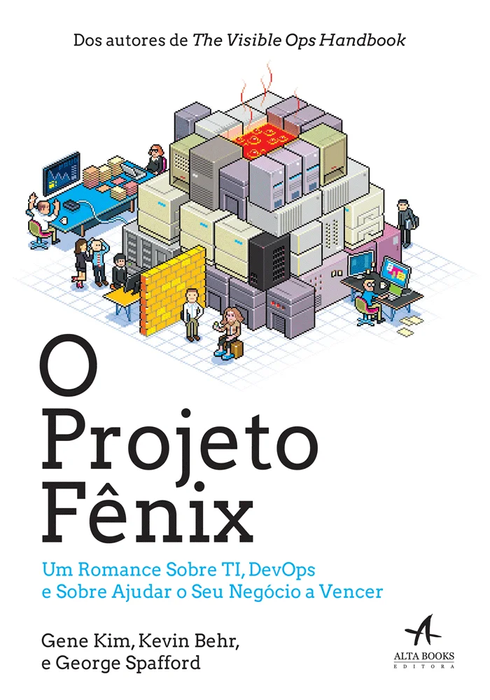 Dos autores de The Visible Ops Handbook
O
Projeto
Fênix
Um Romance Sobre TI, DevOps
e Sobre Ajudar o Seu Negócio a Vencer
Gene Kim, Kevin Behr,
e George Spafford
ALTA BOOKS
EDITORA